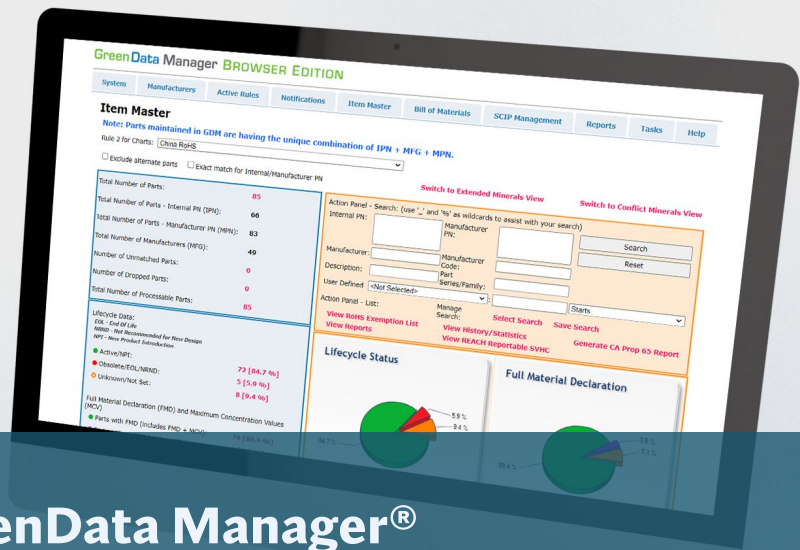 GreenData Manager BROWSER EDITION
System Manufacturers Active Rules Notifications Item Master Bill of Materials SCIP Management Reports Tasks Help
Item Master
Note: Parts maintained in GDM are having the unique combination of IPN + MFG + MPN.
Rule 2 for Charts: China RoHS
Exclude alternate parts Exact match for Internal/Manufacturer PN
Switch to Extended Minerals View Switch to Conflict Minerals View
Total Number of Parts: 85
Total Number of Parts - Internal PN (IPN): 66
Total Number of Parts - Manufacturer PN (MPN): 83
Total Number of Manufacturers (MFG): 49
Number of Unmatched Parts: 0
Number of Dropped Parts: 0
Total Number of Processable Parts: 85
Action Panel - Search: (use '_' and '%' as wildcards to assist with your search)
Internal PN:
Manufacturer PN:
Search
Reset
Manufacturer:
Manufacturer Code:
Description:
Part Series/Family:
User Defined <Not Selected> : Starts
Action Panel - List:
Manage Search: Select Search Save Search
View RoHS Exemption List View History/Statistics Generate CA Prop 65 Report
View Reports View REACH Reportable SVHC
Lifecycle Data:
EOL - End Of Life
NRND - Not Recommended for New Design
NPI - New Product Introduction
Active/NPI: 72 [84.7 %]
Obsolete/EOL/NRND: 5 [5.9 %]
Unknown/Not Set: 8 [9.4 %]
Full Material Declaration (FMD) and Maximum Concentration Values (MCV)
Parts with FMD (Includes FMD + MCV):
Lifecycle Status
5.9 %
9.4 %
84.7 %
Full Material Declaration
enData Manager®